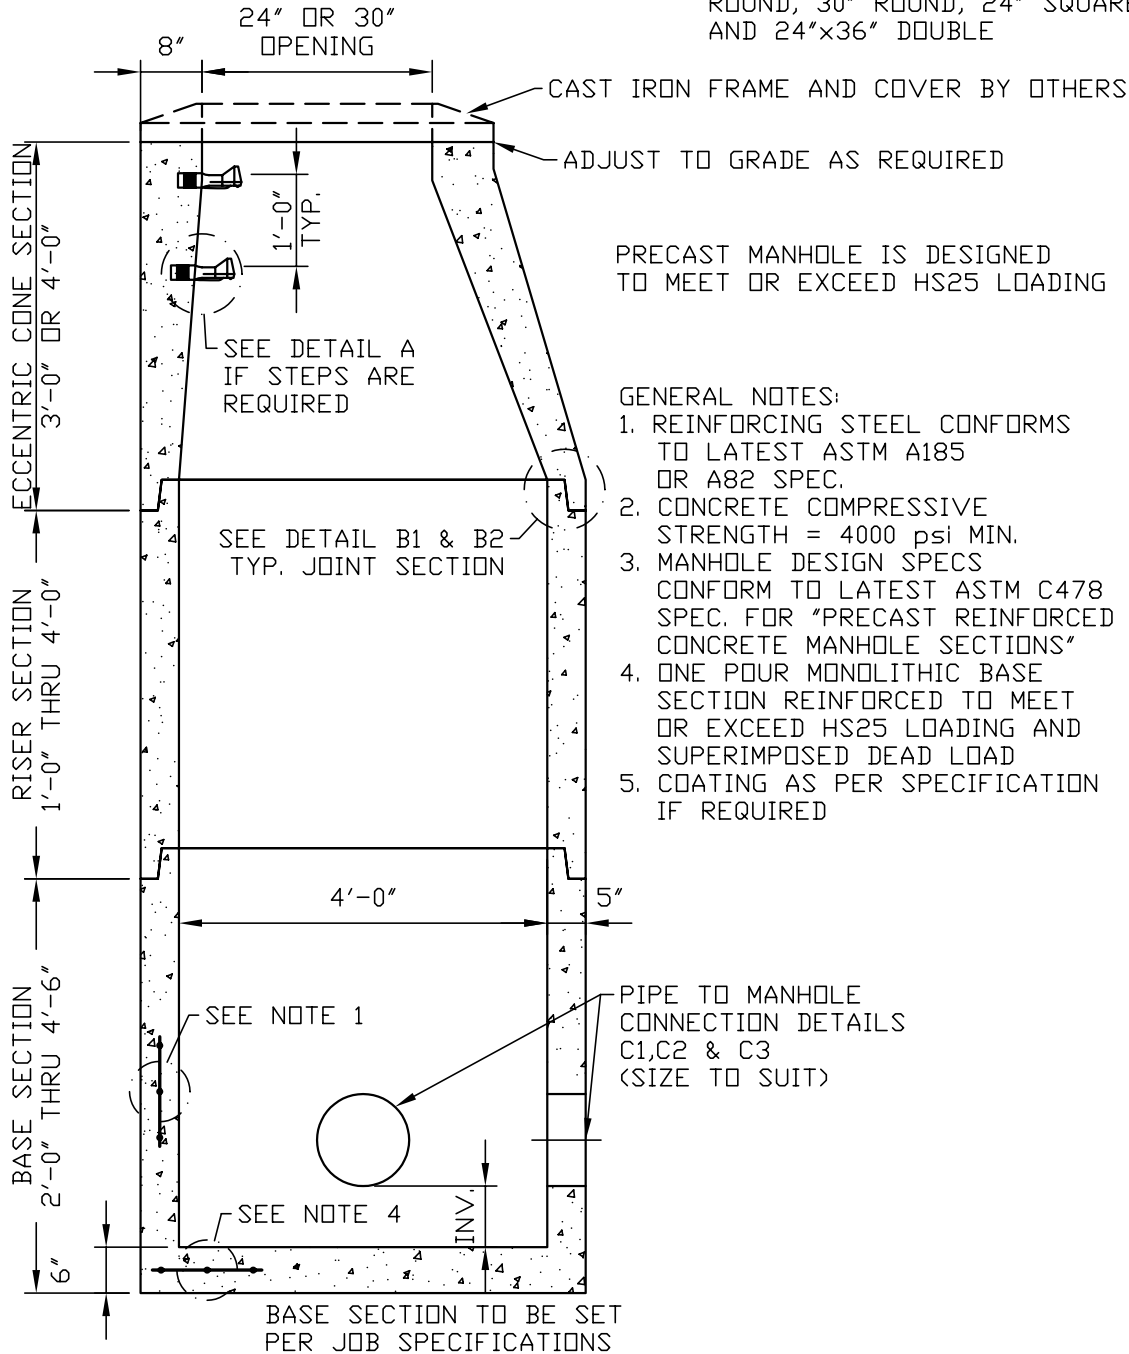 ROUND, 30" ROUND, 24" SQUARE
AND 24"x36" DOUBLE
24" OR 30"
OPENING
8"
CAST IRON FRAME AND COVER BY OTHERS
ADJUST TO GRADE AS REQUIRED
ECCENTRIC CONE SECTION
3'-0" OR 4'-0"
1'-0"
TYP.
PRECAST MANHOLE IS DESIGNED
TO MEET OR EXCEED HS25 LOADING
SEE DETAIL A
IF STEPS ARE
REQUIRED
GENERAL NOTES:
1. REINFORCING STEEL CONFORMS
TO LATEST ASTM A185
OR A82 SPEC.
2. CONCRETE COMPRESSIVE
STRENGTH = 4000 psi MIN.
3. MANHOLE DESIGN SPECS
CONFORM TO LATEST ASTM C478
SPEC. FOR "PRECAST REINFORCED
CONCRETE MANHOLE SECTIONS"
4. ONE POUR MONOLITHIC BASE
SECTION REINFORCED TO MEET
OR EXCEED HS25 LOADING AND
SUPERIMPOSED DEAD LOAD
5. COATING AS PER SPECIFICATION
IF REQUIRED
SEE DETAIL B1 & B2
TYP. JOINT SECTION
RISER SECTION
1'-0" THRU 4'-0"
4'-0"
5"
BASE SECTION
2'-0" THRU 4'-6"
SEE NOTE 1
PIPE TO MANHOLE
CONNECTION DETAILS
C1,C2 & C3
(SIZE TO SUIT)
INV.
SEE NOTE 4
6"
BASE SECTION TO BE SET
PER JOB SPECIFICATIONS